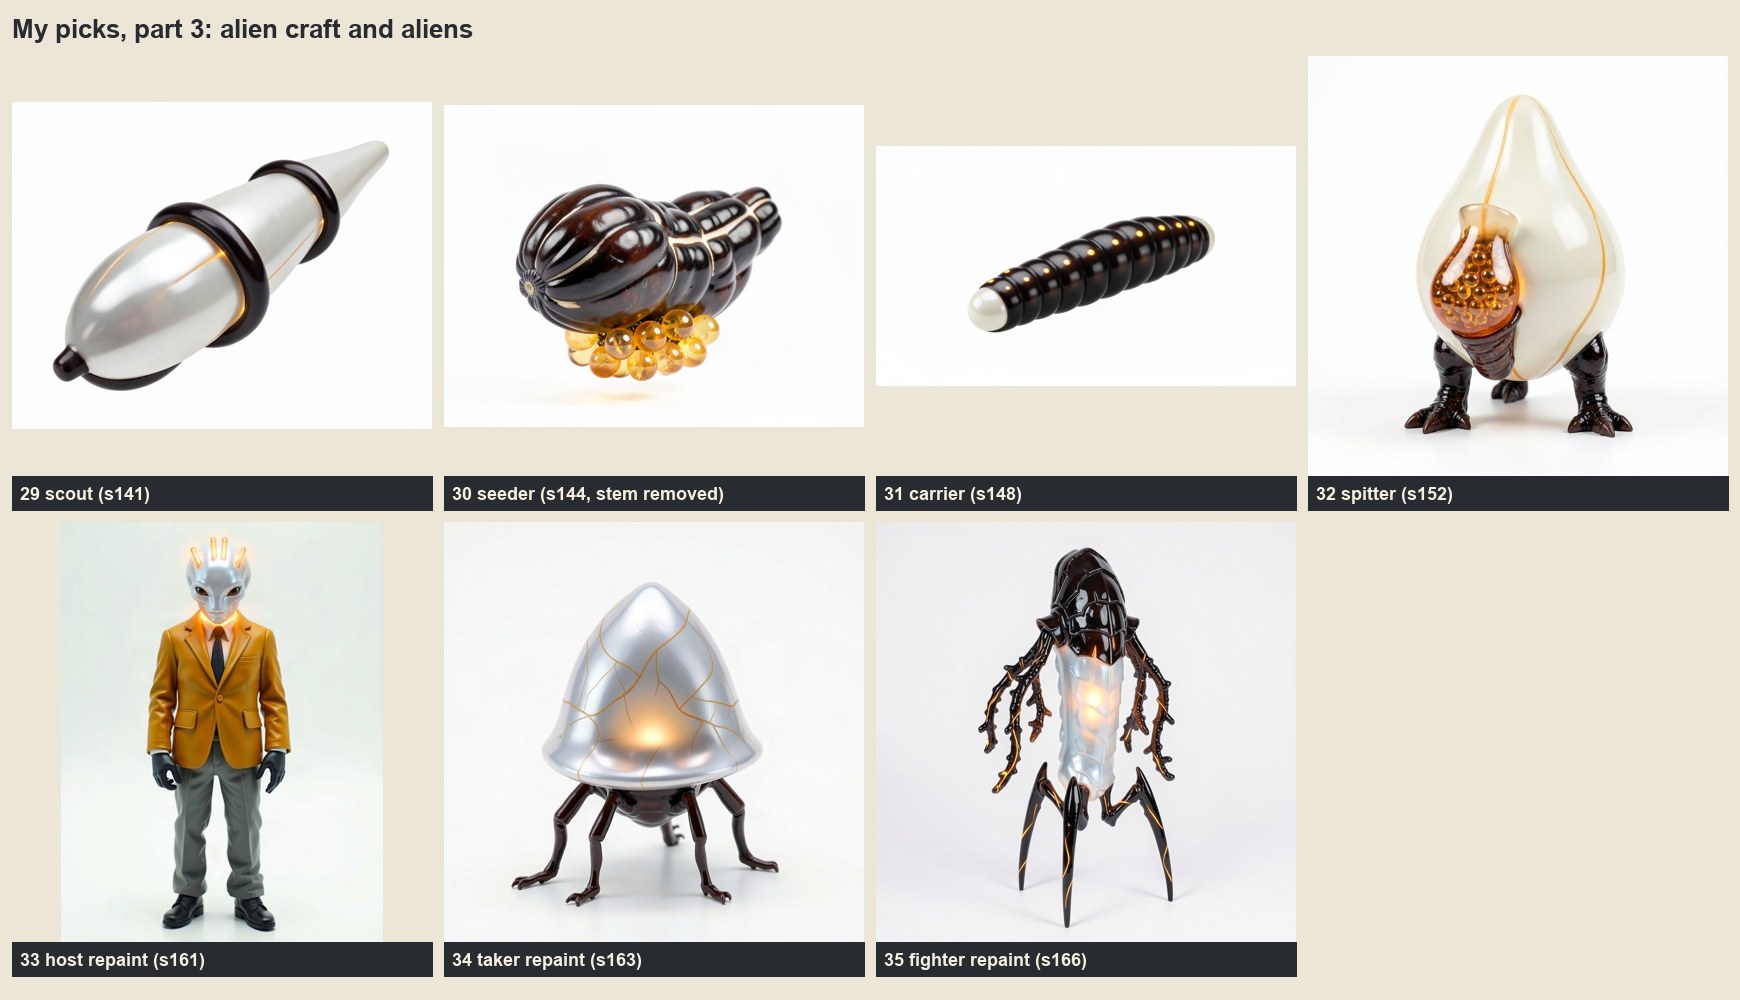 My picks, part 3: alien craft and aliens
29 scout (s141)
30 seeder (s144, stem removed)
31 carrier (s148)
32 spitter (s152)
33 host repaint (s161)
34 taker repaint (s163)
35 fighter repaint (s166)